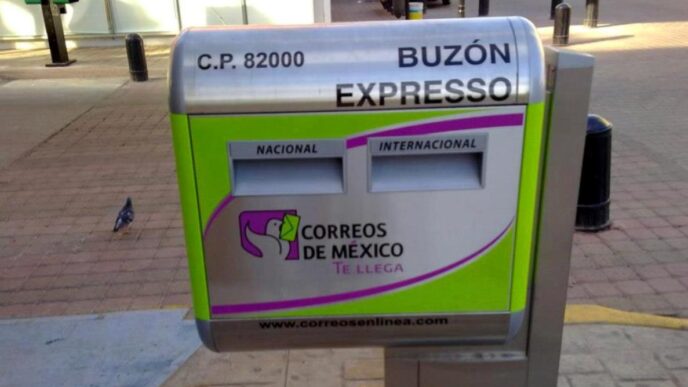 C.P. 82000
BUZÓN
EXPRESSO
NACIONAL
INTERNACIONAL
CORREOS
DE MÉXICO
TE LLEGA
www.correosenlinea.com